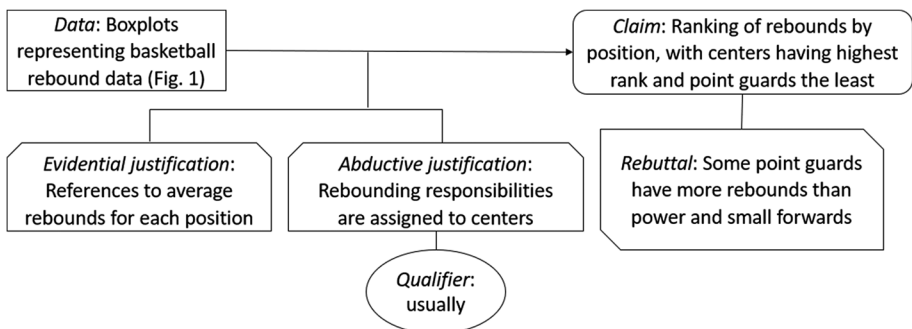 Data: Boxplots
representing basketball
rebound data (Fig. 1)
Claim: Ranking of rebounds by
position, with centers having highest
rank and point guards the least
Evidential justification:
References to average
rebounds for each position
Abductive justification:
Rebounding responsibilities
are assigned to centers
Rebuttal: Some point guards
have more rebounds than
power and small forwards
Qualifier:
usually